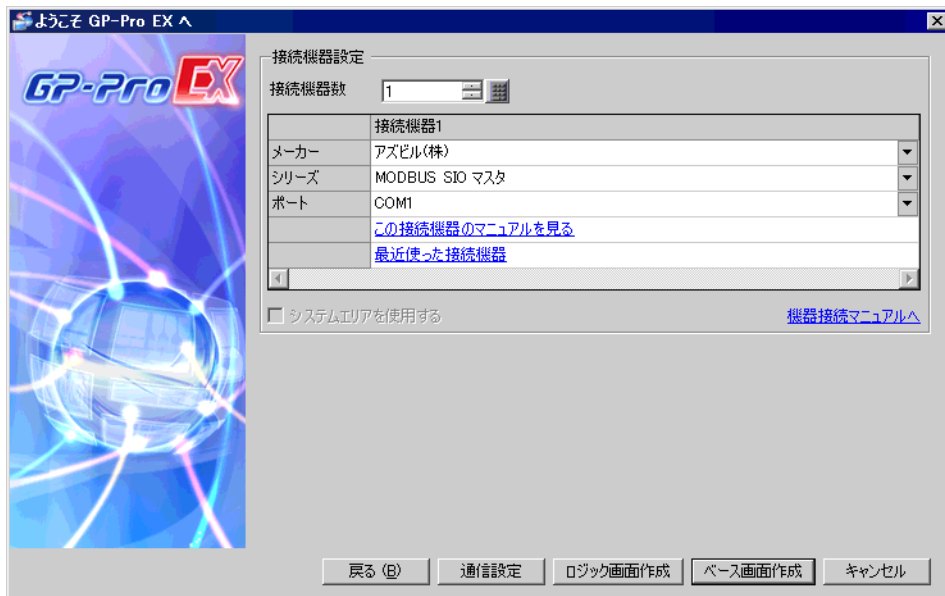 ようこそ GP-Pro EX へ
GP-Pro EX
接続機器設定
接続機器数 1
接続機器1
メーカー アズビル(株)
シリーズ MODBUS SIO マスタ
ポート COM1
この接続機器のマニュアルを見る
最近使った接続機器
システムエリアを使用する 機器接続マニュアルへ
戻る (B) 通信設定 ロジック画面作成 ベース画面作成 キャンセル